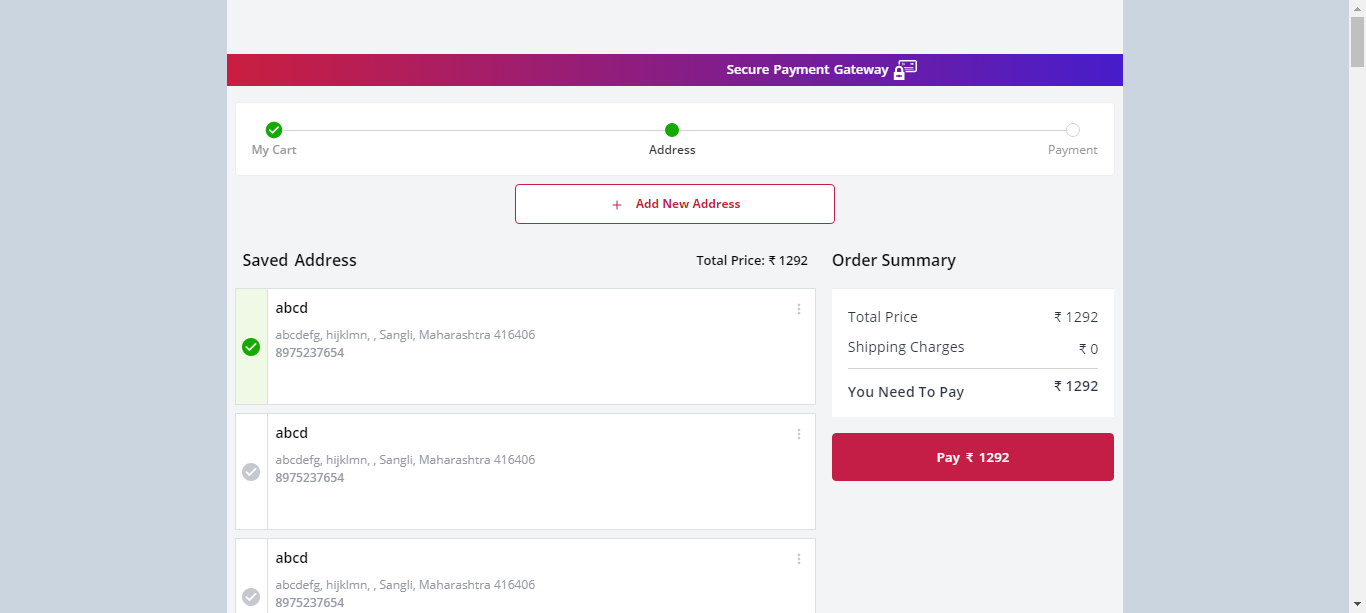 Secure Payment Gateway
My Cart
Address
Payment
+ Add New Address
Saved Address
Total Price: ₹ 1292
abcd
abcdefg, hijklmn, , Sangli, Maharashtra 416406
8975237654
abcd
abcdefg, hijklmn, , Sangli, Maharashtra 416406
8975237654
abcd
abcdefg, hijklmn, , Sangli, Maharashtra 416406
8975237654
Order Summary
Total Price ₹ 1292
Shipping Charges ₹ 0
You Need To Pay ₹ 1292
Pay ₹ 1292